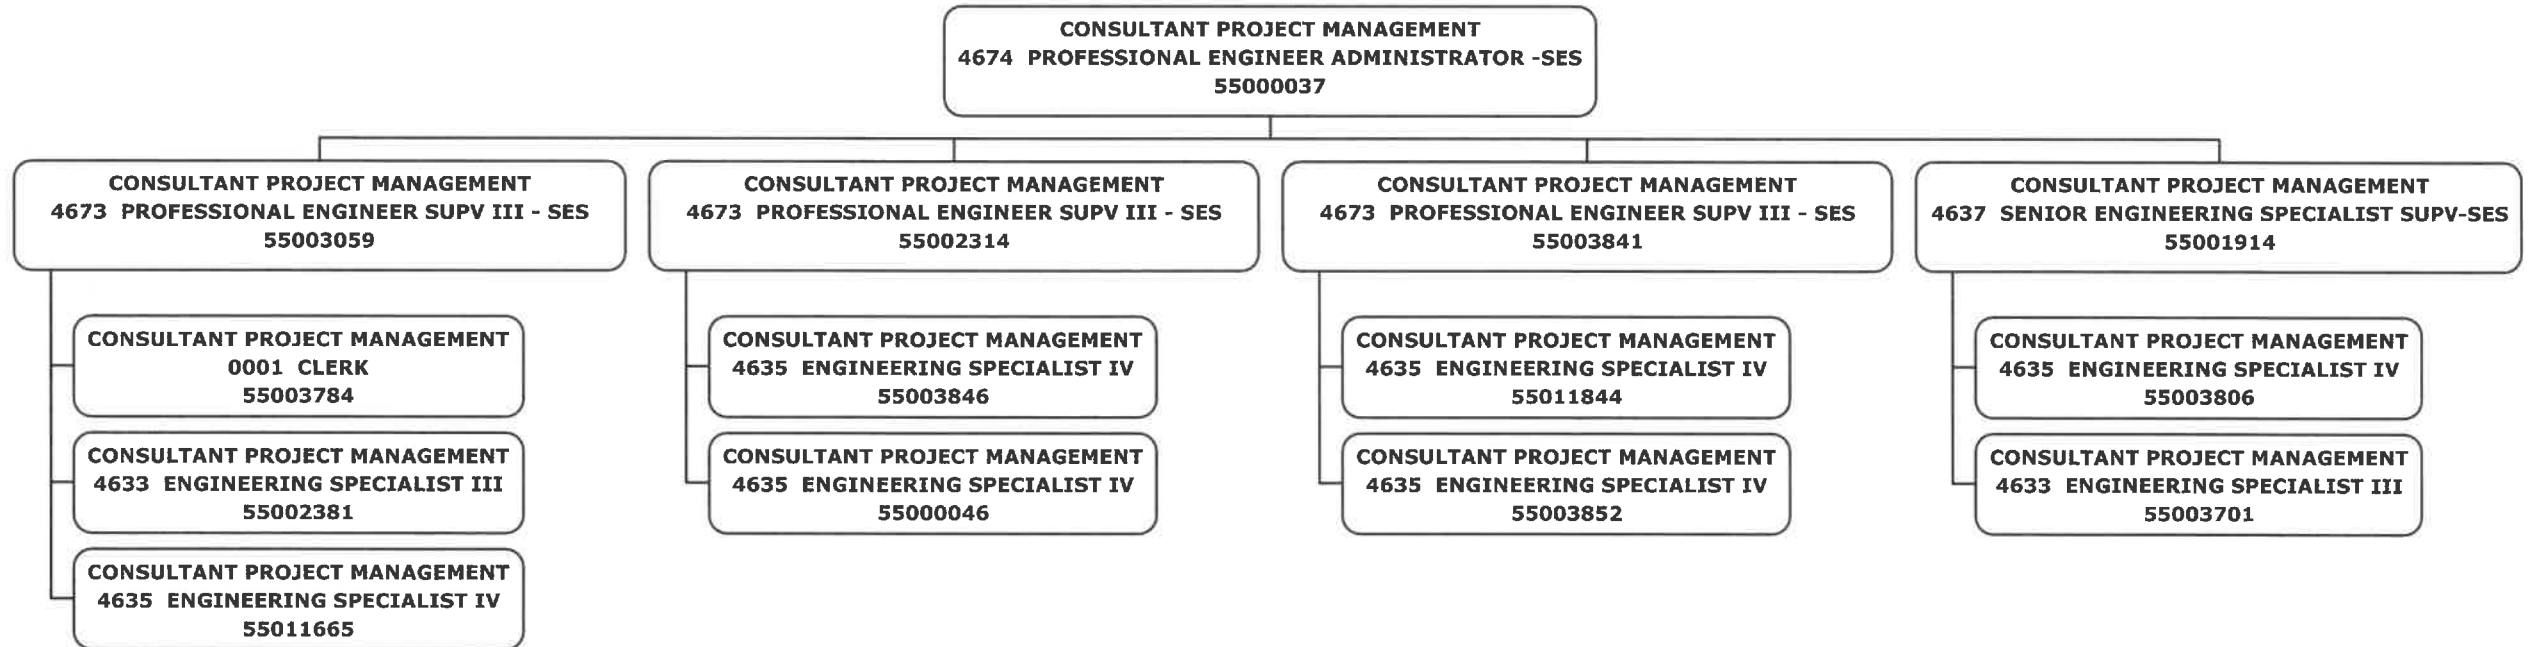 CONSULTANT PROJECT MANAGEMENT
4674 PROFESSIONAL ENGINEER ADMINISTRATOR -SES
55000037
CONSULTANT PROJECT MANAGEMENT
4673 PROFESSIONAL ENGINEER SUPV III - SES
55003059
CONSULTANT PROJECT MANAGEMENT
0001 CLERK
55003784
CONSULTANT PROJECT MANAGEMENT
4633 ENGINEERING SPECIALIST III
55002381
CONSULTANT PROJECT MANAGEMENT
4635 ENGINEERING SPECIALIST IV
55011665
CONSULTANT PROJECT MANAGEMENT
4673 PROFESSIONAL ENGINEER SUPV III - SES
55002314
CONSULTANT PROJECT MANAGEMENT
4635 ENGINEERING SPECIALIST IV
55003846
CONSULTANT PROJECT MANAGEMENT
4635 ENGINEERING SPECIALIST IV
55000046
CONSULTANT PROJECT MANAGEMENT
4673 PROFESSIONAL ENGINEER SUPV III - SES
55003841
CONSULTANT PROJECT MANAGEMENT
4635 ENGINEERING SPECIALIST IV
55011844
CONSULTANT PROJECT MANAGEMENT
4635 ENGINEERING SPECIALIST IV
55003852
CONSULTANT PROJECT MANAGEMENT
4637 SENIOR ENGINEERING SPECIALIST SUPV-SES
55001914
CONSULTANT PROJECT MANAGEMENT
4635 ENGINEERING SPECIALIST IV
55003806
CONSULTANT PROJECT MANAGEMENT
4633 ENGINEERING SPECIALIST III
55003701